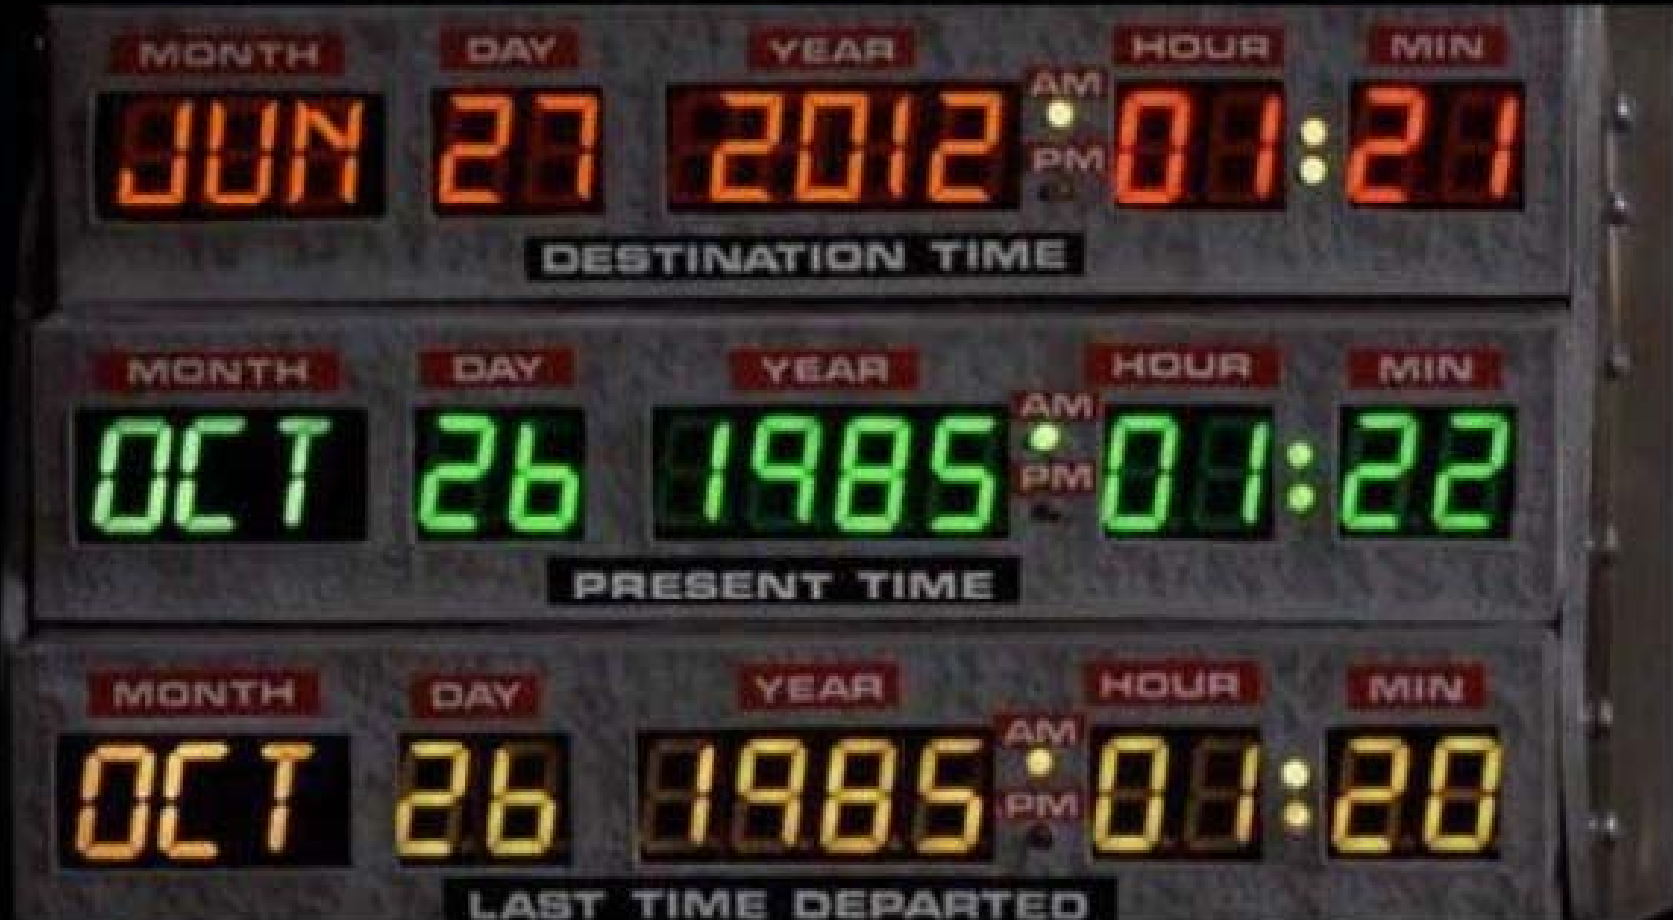 MONTH DAY YEAR HOUR MIN
JUN 27 2012 AM PM 01:21
DESTINATION TIME
MONTH DAY YEAR HOUR MIN
OCT 26 1985 AM PM 01:22
PRESENT TIME
MONTH DAY YEAR HOUR MIN
OCT 26 1985 AM PM 01:20
LAST TIME DEPARTED